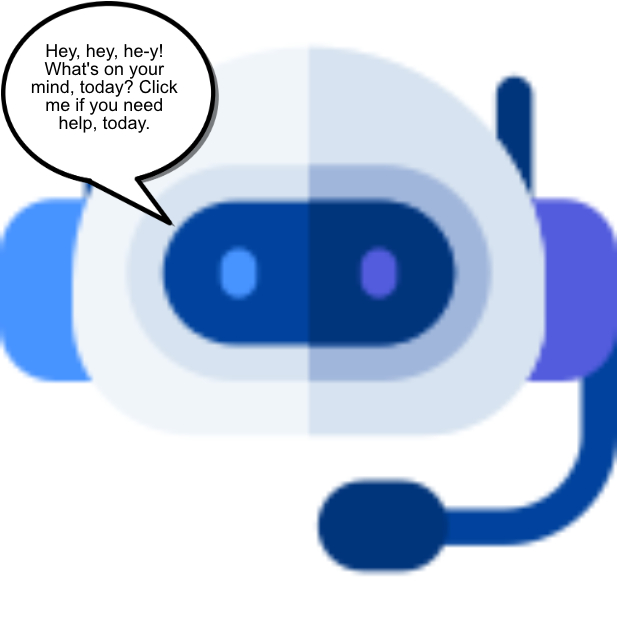 Hey, hey, he-y!
What's on your
mind, today? Click
me if you need
help, today.